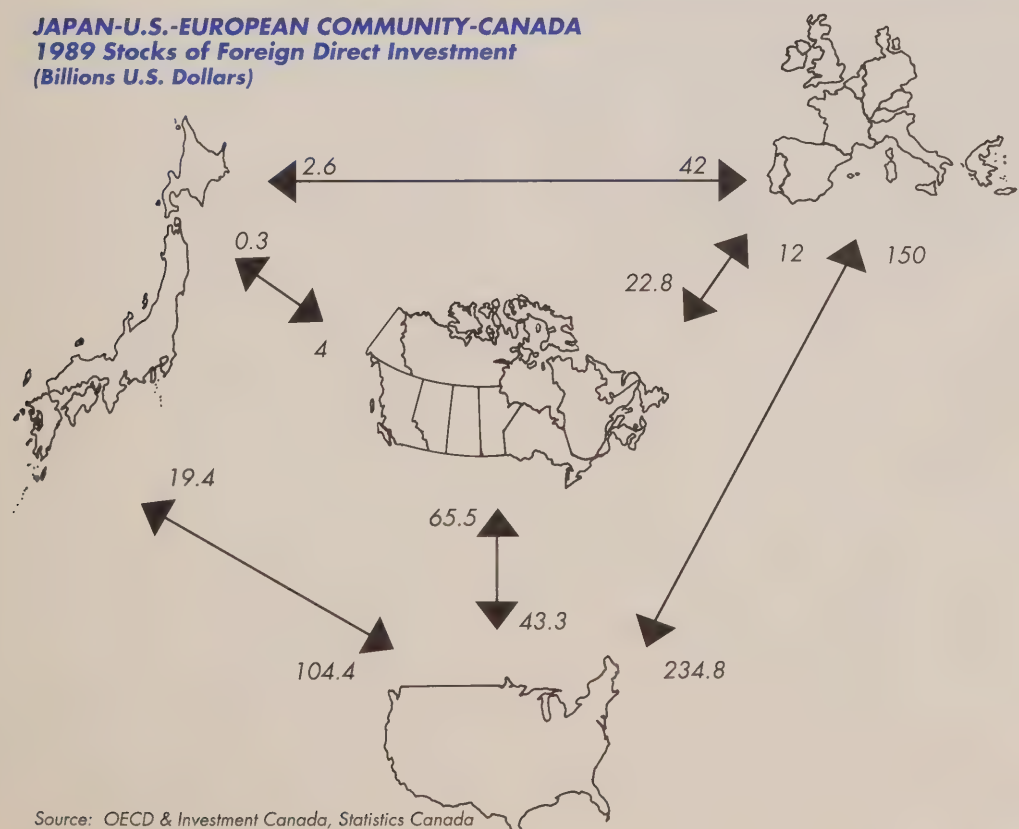 JAPAN-U.S.-EUROPEAN COMMUNITY-CANADA
1989 Stocks of Foreign Direct Investment
(Billions U.S. Dollars)
2.6 42
0.3
12 150
22.8
4
19.4
65.5
43.3
104.4 234.8
Source: OECD & Investment Canada, Statistics Canada